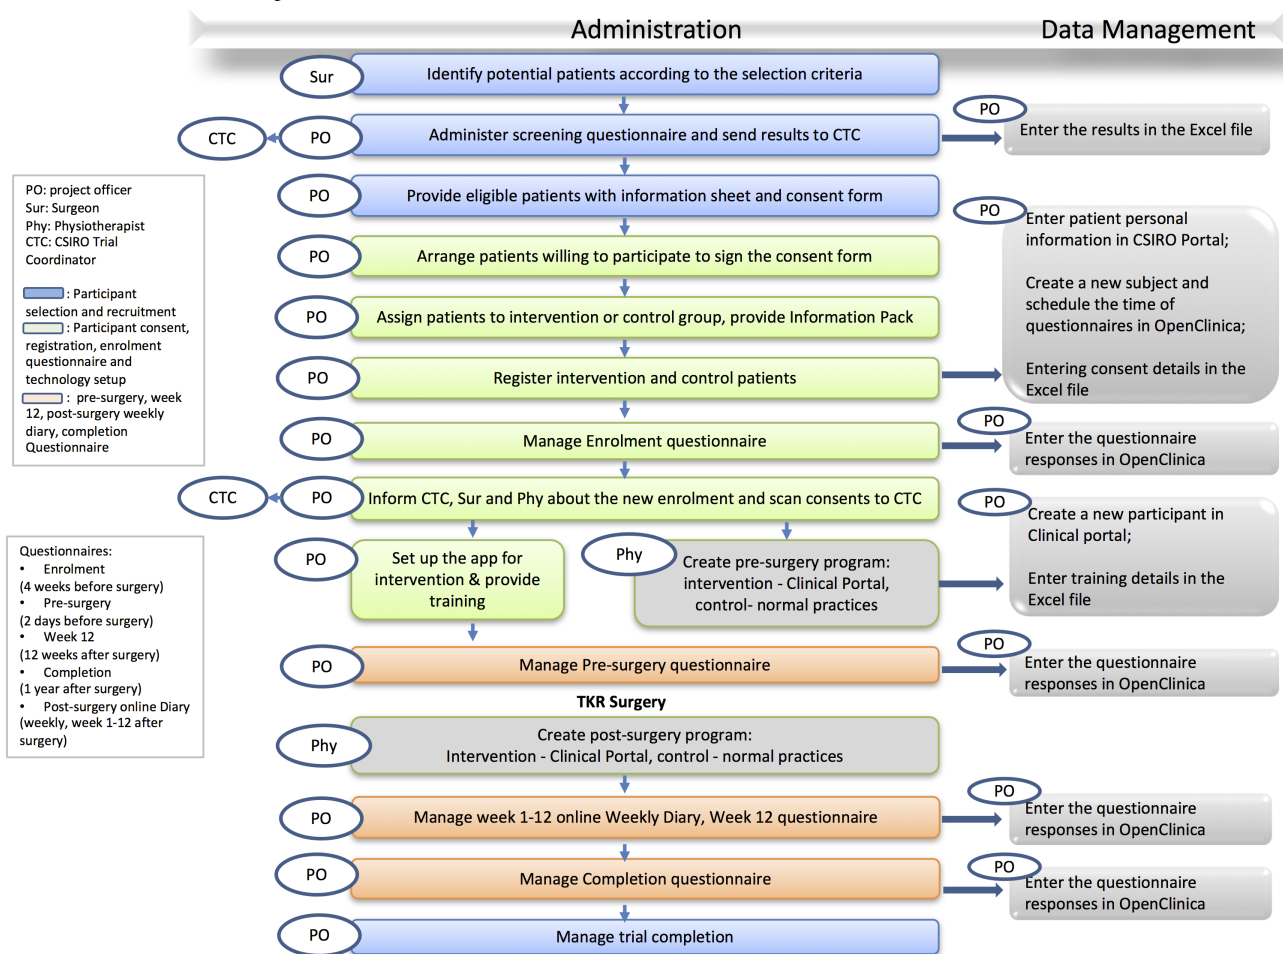 Administration
Data Management
Sur
Identify potential patients according to the selection criteria
CTC
PO
Administer screening questionnaire and send results to CTC
PO
Enter the results in the Excel file
PO
Provide eligible patients with information sheet and consent form
PO: project officer
Sur: Surgeon
Phy: Physiotherapist
CTC: CSIRO Trial
Coordinator
: Participant
selection and recruitment
: Participant consent,
registration, enrolment
questionnaire and
technology setup
: pre-surgery, week
12, post-surgery weekly
diary, completion
Questionnaire
PO
Arrange patients willing to participate to sign the consent form
PO
Assign patients to intervention or control group, provide Information Pack
PO
Register intervention and control patients
PO
Enter patient personal
information in CSIRO Portal;
Create a new subject and
schedule the time of
questionnaires in OpenClinica;
Entering consent details in the
Excel file
PO
Manage Enrolment questionnaire
PO
Enter the questionnaire
responses in OpenClinica
CTC
PO
Inform CTC, Sur and Phy about the new enrolment and scan consents to CTC
PO
Set up the app for
intervention & provide
training
Phy
Create pre-surgery program:
intervention - Clinical Portal,
control- normal practices
PO
Create a new participant in
Clinical portal;
Enter training details in the
Excel file
Questionnaires:
• Enrolment
(4 weeks before surgery)
• Pre-surgery
(2 days before surgery)
• Week 12
(12 weeks after surgery)
• Completion
(1 year after surgery)
• Post-surgery online Diary
(weekly, week 1-12 after
surgery)
PO
Manage Pre-surgery questionnaire
PO
Enter the questionnaire
responses in OpenClinica
TKR Surgery
Phy
Create post-surgery program:
Intervention - Clinical Portal, control - normal practices
PO
Manage week 1-12 online Weekly Diary, Week 12 questionnaire
PO
Enter the questionnaire
responses in OpenClinica
PO
Manage Completion questionnaire
PO
Enter the questionnaire
responses in OpenClinica
PO
Manage trial completion